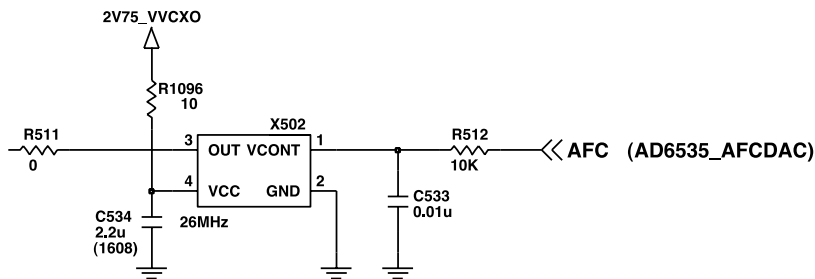 2V75_VVCXO
R1096
10
R511
0
X502
3
OUT VCONT
1
R512
10K
AFC (AD6535_AFCDAC)
4
VCC GND
2
C534
2.2u
(1608)
26MHz
C533
0.01u